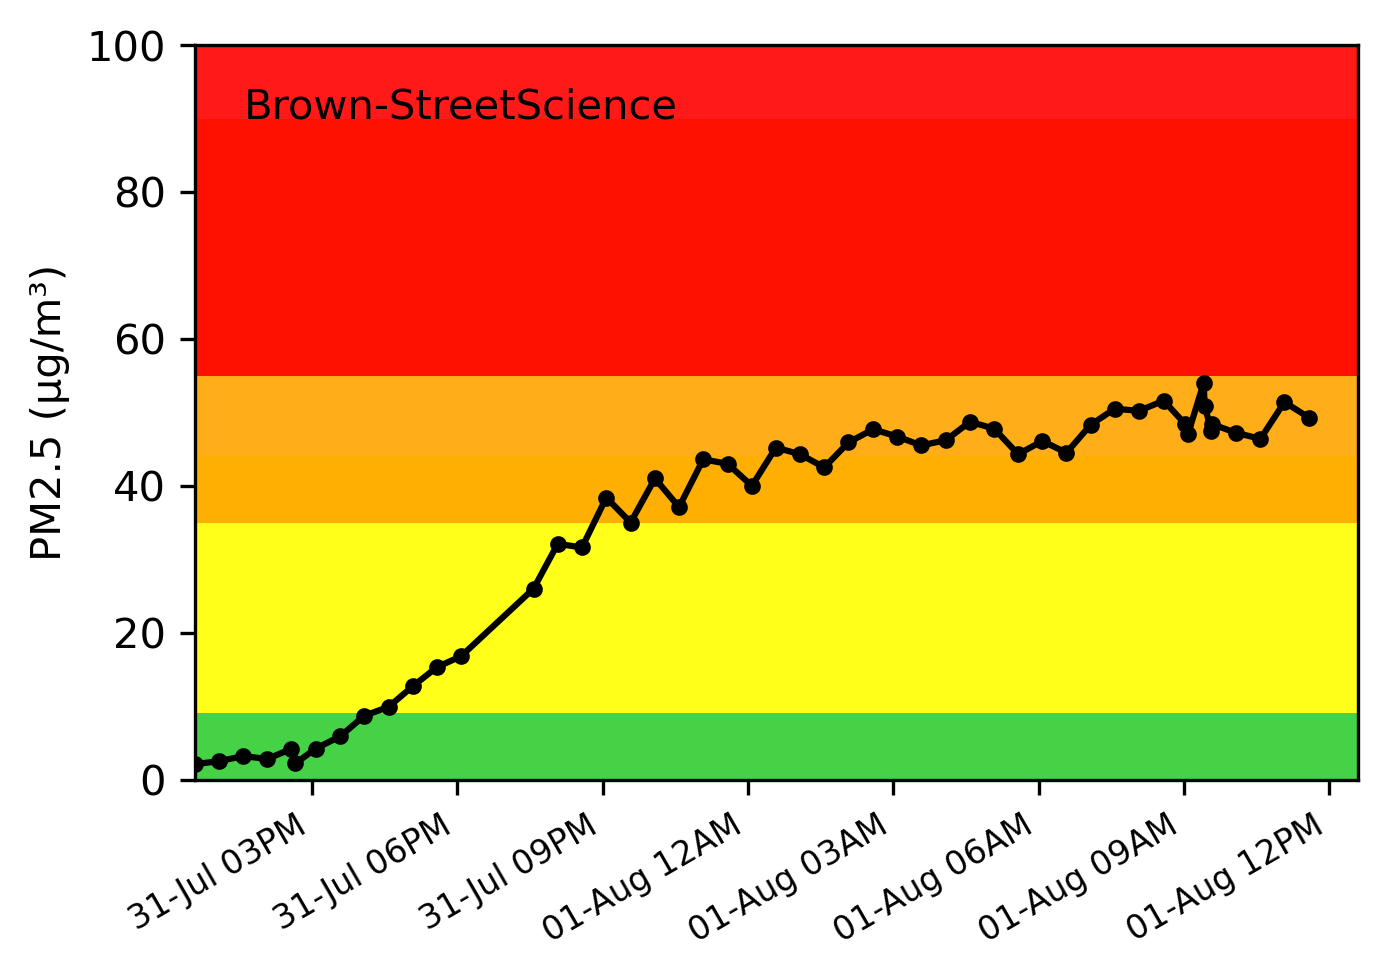 Brown-StreetScience
PM2.5 (µg/m³)
100
80
60
40
20
0
31-Jul 03PM
31-Jul 06PM
31-Jul 09PM
01-Aug 12AM
01-Aug 03AM
01-Aug 06AM
01-Aug 09AM
01-Aug 12PM